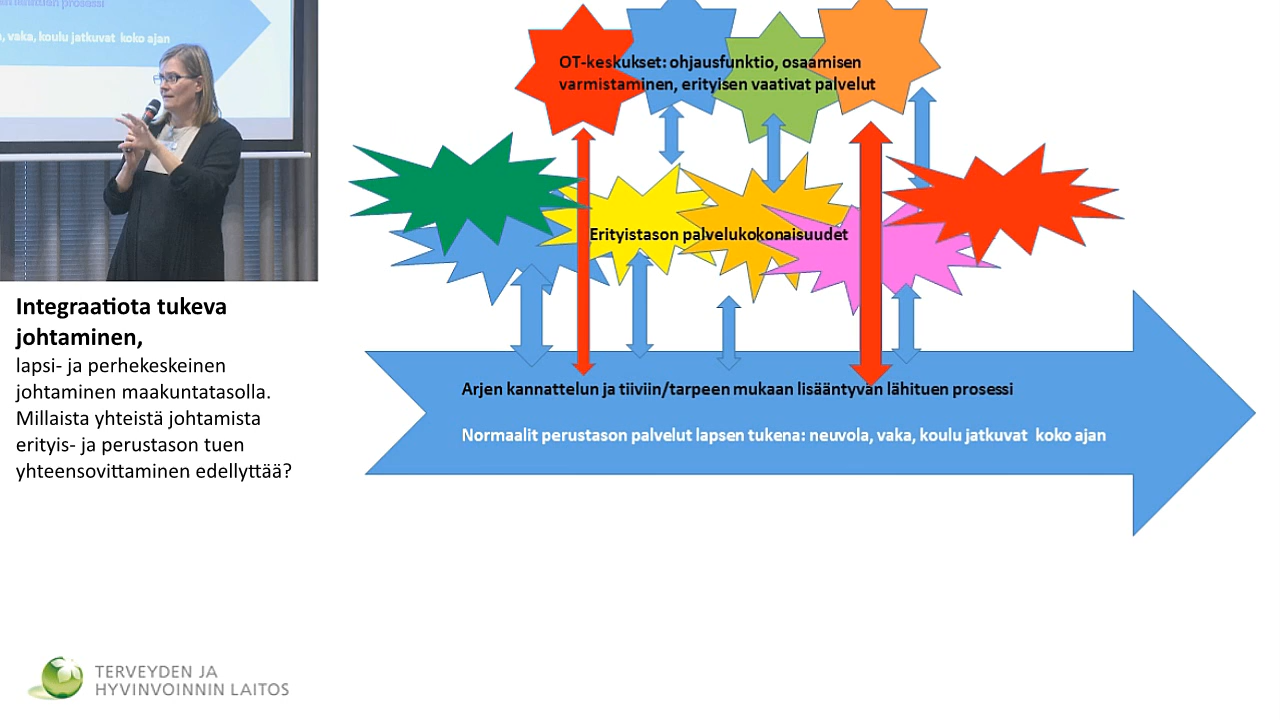 , vaka, koulu jatkuvat koko ajan
OT-keskukset: ohjausfunktio, osaamisen
varmistaminen, erityisen vaativat palvelut
Erityistason palvelukokonaisuudet
Arjen kannattelun ja tiiviin/tarpeen mukaan lisääntyvän lähituen prosessi
Normaalit perustason palvelut lapsen tukena: neuvola, vaka, koulu jatkuvat koko ajan
Integraatiota tukeva
johtaminen,
lapsi- ja perhekeskeinen
johtaminen maakuntatasolla.
Millaista yhteistä johtamista
erityis- ja perustason tuen
yhteensovittaminen edellyttää?
TERVEYDEN JA
HYVINVOINNIN LAITOS